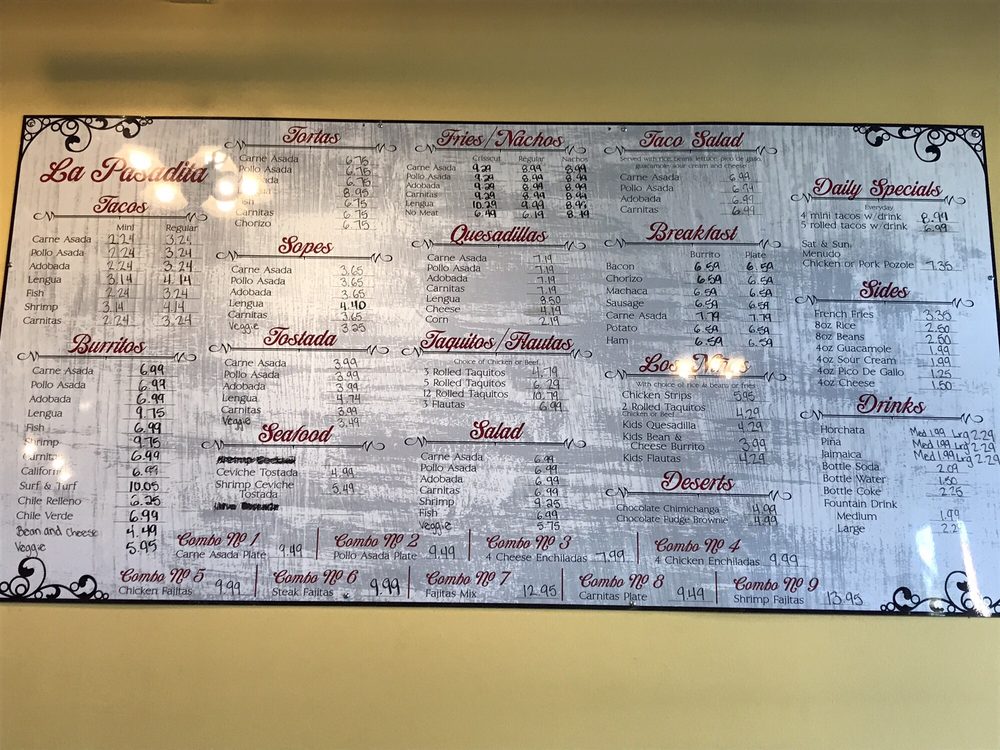 La Pasadita
Tacos
Mini Regular
Carne Asada 2.24 3.24
Pollo Asada 2.24 3.24
Adobada 2.24 3.24
Lengua 3.14 4.14
Fish 2.24 3.24
Shrimp 3.14 4.14
Carnitas 2.24 3.24
Burritos
Carne Asada 6.99
Pollo Asada 6.99
Adobada 6.99
Lengua 9.75
Fish 6.99
Shrimp 9.75
Carnitas 6.99
California 6.99
Surf & Turf 10.05
Chile Relleno 6.25
Chile Verde 6.99
Bean and Cheese 4.49
Veggie 5.95
Tortas
Carne Asada 6.75
Pollo Asada 6.75
6.75
8.95
Fish 6.75
Carnitas 6.75
Chorizo 6.75
Sopes
Carne Asada 3.65
Pollo Asada 3.65
Adobada 3.65
Lengua 4.40
Carnitas 3.65
Veggie 3.25
Tostada
Carne Asada 3.99
Pollo Asada 3.99
Adobada 3.99
Lengua 4.74
Carnitas 3.99
Veggie 3.49
Seafood
Ceviche Tostada 4.99
Shrimp Ceviche
Tostada 5.49
Fries/Nachos
Crisscut Regular Nachos
Carne Asada 9.29 8.99 8.99
Pollo Asada 9.29 8.99 8.99
Adobada 9.29 8.99 8.99
Carnitas 9.29 8.99 8.99
Lengua 10.29 9.99 8.95
No Meat 6.49 6.19 8.19
Quesadillas
Carne Asada 7.19
Pollo Asada 7.19
Adobada 7.19
Carnitas 7.19
Lengua 8.50
Cheese 4.19
Corn 2.19
Taquitos/Flautas
Choice of Chicken or Beef
3 Rolled Taquitos 4.79
5 Rolled Taquitos 6.29
12 Rolled Taquitos 10.79
3 Flautas 6.99
Salad
Carne Asada 6.99
Pollo Asada 6.99
Adobada 6.99
Carnitas 6.99
Shrimp 9.25
Fish 6.99
Veggie 5.75
Taco Salad
Served with rice, beans, lettuce, pico de gallo,
guacamole, sour cream and cheese
Carne Asada 6.99
Pollo Asada 6.99
Adobada 6.99
Carnitas 6.99
Breakfast
Burrito Plate
Bacon 6.59 6.59
Chorizo 6.59 6.59
Machaca 6.59 6.59
Sausage 6.59 6.59
Carne Asada 7.79 7.79
Potato 6.59 6.59
Ham 6.59 6.59
Los
With choice of rice & beans or fries
Chicken Strips 5.95
2 Rolled Taquitos 4.29
Chicken or Beef
Kids Quesadilla 4.29
Kids Bean &
Cheese Burrito 3.99
Kids Flautas 4.29
Deserts
Chocolate Chimichanga 4.99
Chocolate Fudge Brownie 4.99
Daily Specials
Everyday
4 mini tacos w/drink 8.99
5 rolled tacos w/drink 6.99
Sat & Sun,
Menudo
Chicken or Pork Pozole 7.35
Sides
French Fries 3.35
8oz Rice 2.50
8oz Beans 2.50
4oz Guacamole 1.99
4oz Sour Cream 1.99
4oz Pico De Gallo 1.25
4oz Cheese 1.50
Drinks
Horchata Med 1.99 Lrg 2.29
Piña Med 1.99 Lrg 2.29
Jaimaica Med 1.99 Lrg 2.29
Bottle Soda 2.09
Bottle Water 1.50
Bottle Coke 2.25
Fountain Drink
Medium 1.99
Large 2.25
Combo Nº 1
Carne Asada Plate 9.49
Combo Nº 2
Pollo Asada Plate 9.49
Combo Nº 3
4 Cheese Enchiladas 7.99
Combo Nº 4
4 Chicken Enchiladas 9.99
Combo Nº 5
Chicken Fajitas 9.99
Combo Nº 6
Steak Fajitas 9.99
Combo Nº 7
Fajitas Mix 12.95
Combo Nº 8
Carnitas Plate 9.49
Combo Nº 9
Shrimp Fajitas 13.95